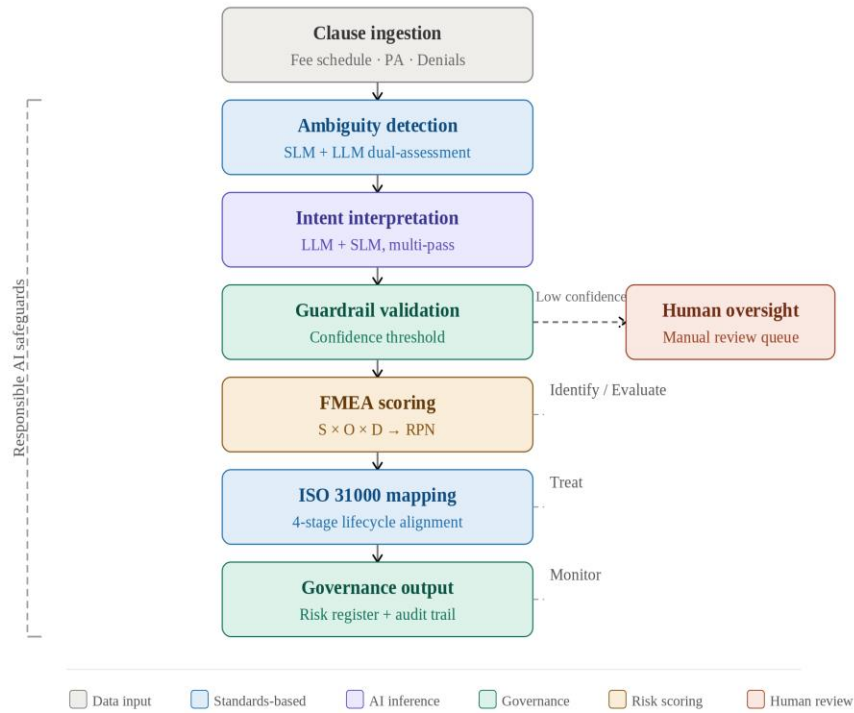 Clause ingestion
Fee schedule · PA · Denials
Ambiguity detection
SLM + LLM dual-assessment
Intent interpretation
LLM + SLM, multi-pass
Guardrail validation
Confidence threshold
Low confidence
Human oversight
Manual review queue
FMEA scoring
S × O × D → RPN
Identify / Evaluate
ISO 31000 mapping
4-stage lifecycle alignment
Treat
Governance output
Risk register + audit trail
Monitor
Responsible AI safeguards
Data input
Standards-based
AI inference
Governance
Risk scoring
Human review